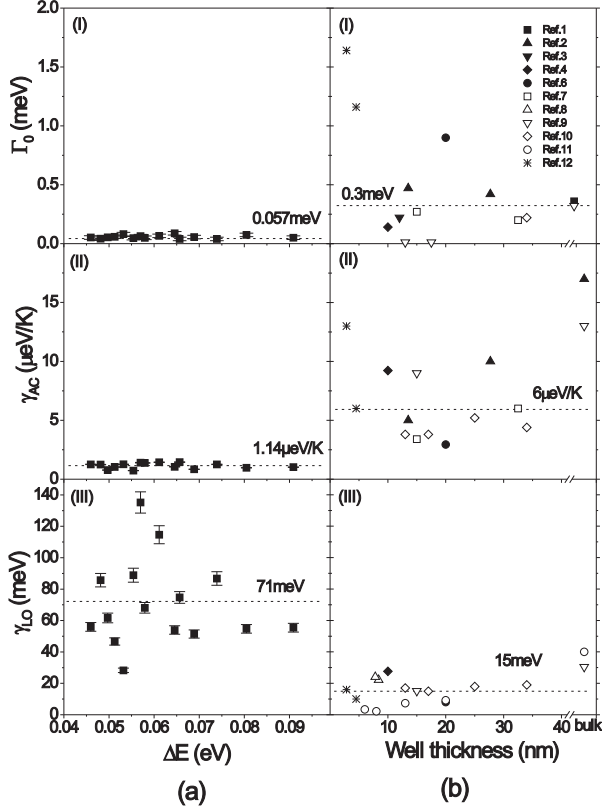 (I)
2.0
1.5
1.0
0.5
0.0
Γ0 (meV)
0.057meV
(II)
15
10
5
0
γAC (μeV/K)
1.14μeV/K
(III)
140
120
100
80
60
40
20
0
γLO (meV)
71meV
0.04 0.05 0.06 0.07 0.08 0.09
ΔE (eV)
(a)
(I)
Ref.1
Ref.2
Ref.3
Ref.4
Ref.6
Ref.7
Ref.8
Ref.9
Ref.10
Ref.11
Ref.12
0.3meV
(II)
6μeV/K
(III)
15meV
0 10 20 30 40 bulk
Well thickness (nm)
(b)